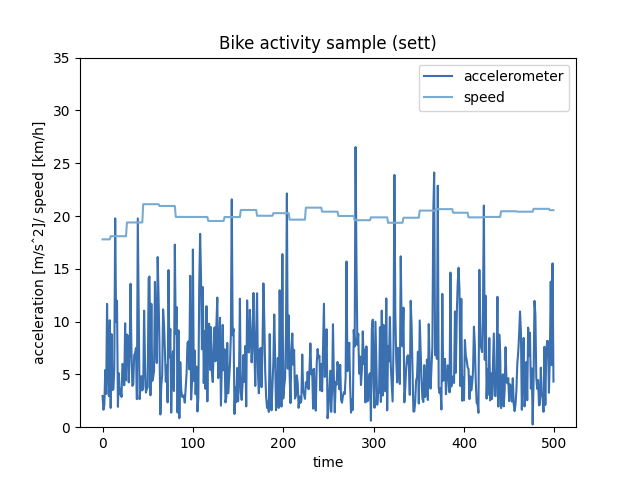 Bike activity sample (sett)
accelerometer
speed
acceleration [m/s^2]/ speed [km/h]
35
30
25
20
15
10
5
0
0 100 200 300 400 500
time